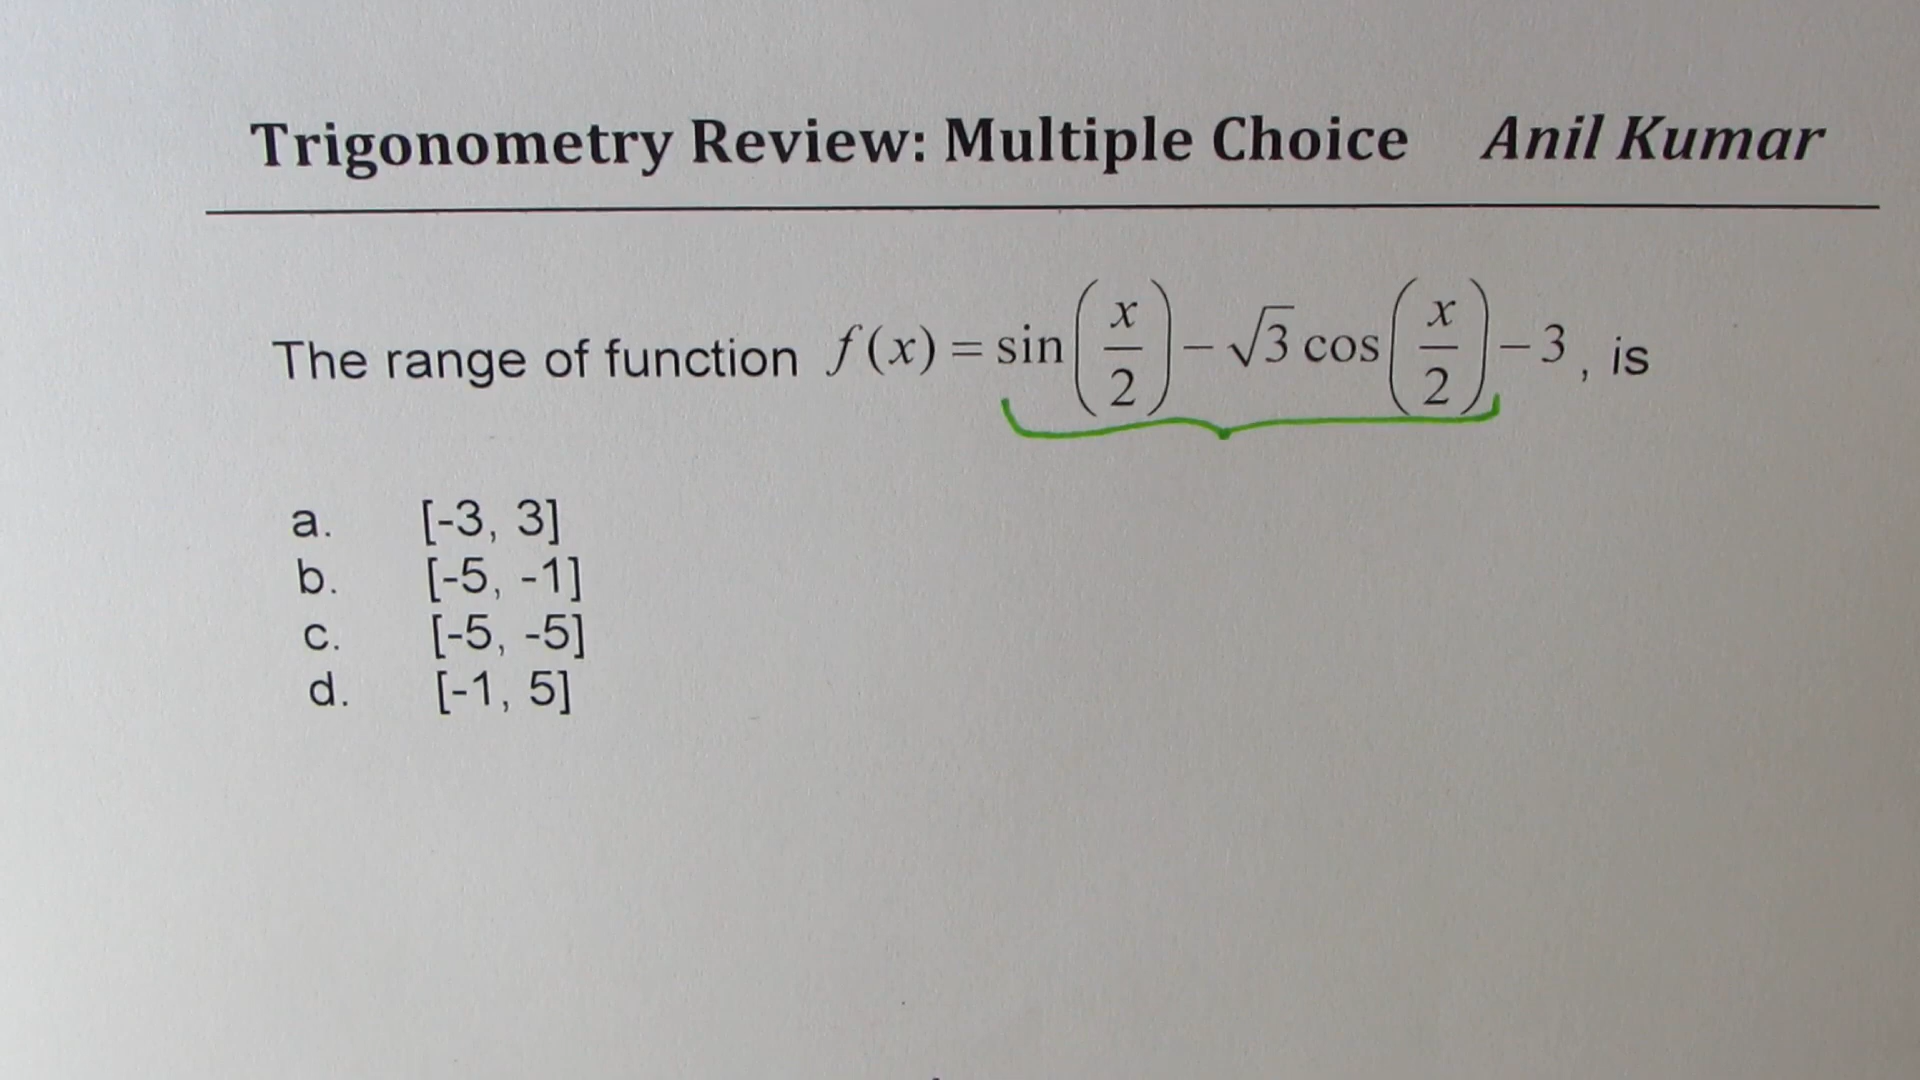 Trigonometry Review: Multiple Choice Anil Kumar
The range of function f(x) = sin(x/2) − √3 cos(x/2) − 3, is
a. [-3, 3]
b. [-5, -1]
c. [-5, -5]
d. [-1, 5]